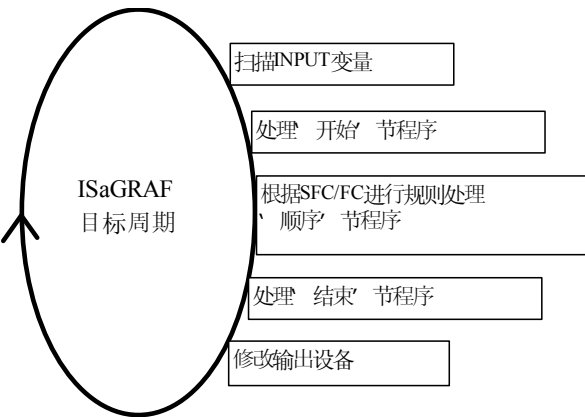 扫描INPUT变量
处理‘ 开始’ 节程序
ISaGRAF
目标周期
根据SFC/FC进行规则处理
‘ 顺序’ 节程序
处理‘ 结束’ 节程序
修改输出设备